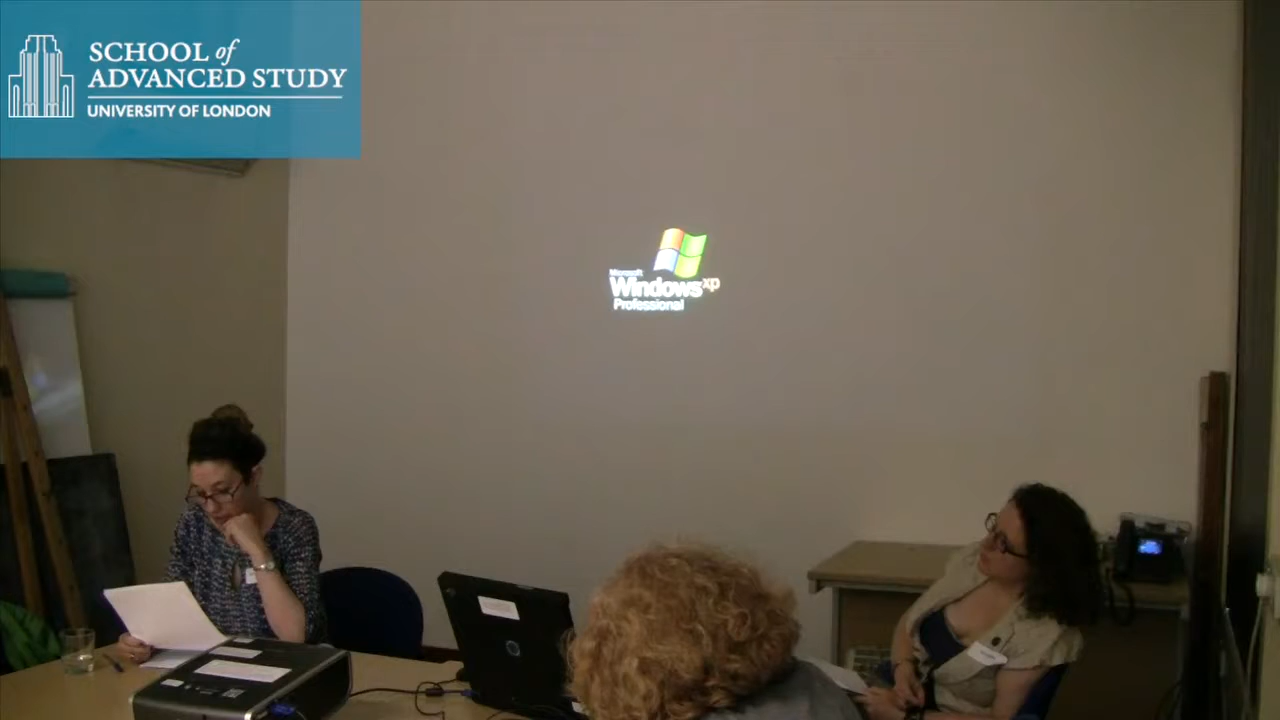 SCHOOL of
ADVANCED STUDY
UNIVERSITY OF LONDON
Microsoft
Windows xp
Professional